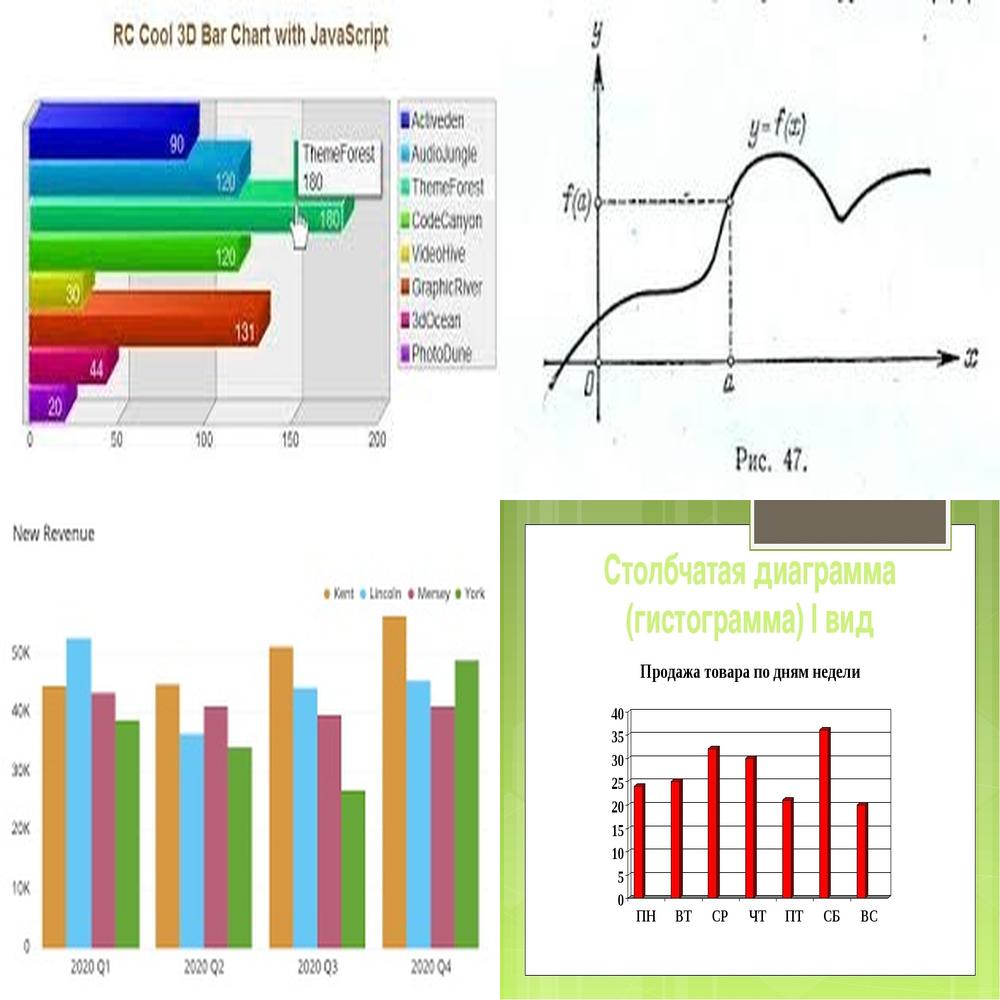 RC Cool 3D Bar Chart with JavaScript
90
120
180
120
30
131
44
20
ThemeForest
180
Activeden
AudioJungle
ThemeForest
CodeCanyon
VideoHive
GraphicRiver
3dOcean
PhotoDune
0 50 100 150 200
y
y=f(x)
f(a)
0 a x
Рис. 47.
New Revenue
Kent Lincoln Mersey York
50K
40K
30K
20K
10K
0
2020 Q1 2020 Q2 2020 Q3 2020 Q4
Столбчатая диаграмма
(гистограмма) I вид
Продажа товара по дням недели
40
35
30
25
20
15
10
5
0
ПН ВТ СР ЧТ ПТ СБ ВС